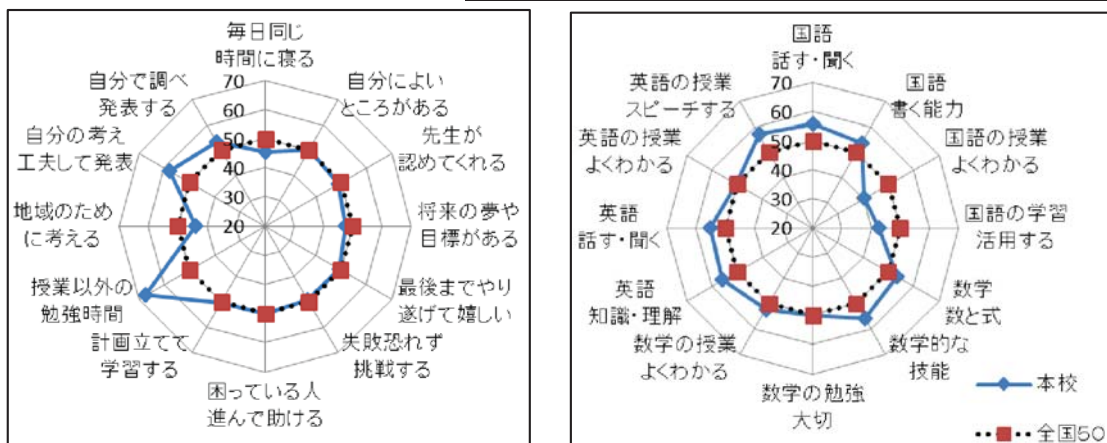 毎日同じ
時間に寝る
自分によい
ところがある
先生が
認めてくれる
将来の夢や
目標がある
最後までやり
遂げて嬉しい
失敗恐れず
挑戦する
困っている人
進んで助ける
計画立てて
学習する
授業以外の
勉強時間
地域のため
に考える
自分の考え
工夫して発表
自分で調べ
発表する
70
60
50
40
30
20
国語
話す・聞く
国語
書く能力
国語の授業
よくわかる
国語の学習
活用する
数学
数と式
数学的な
技能
数学の勉強
大切
数学の授業
よくわかる
英語
知識・理解
英語
話す・聞く
英語の授業
よくわかる
英語の授業
スピーチする
70
60
50
40
30
20
本校
全国50